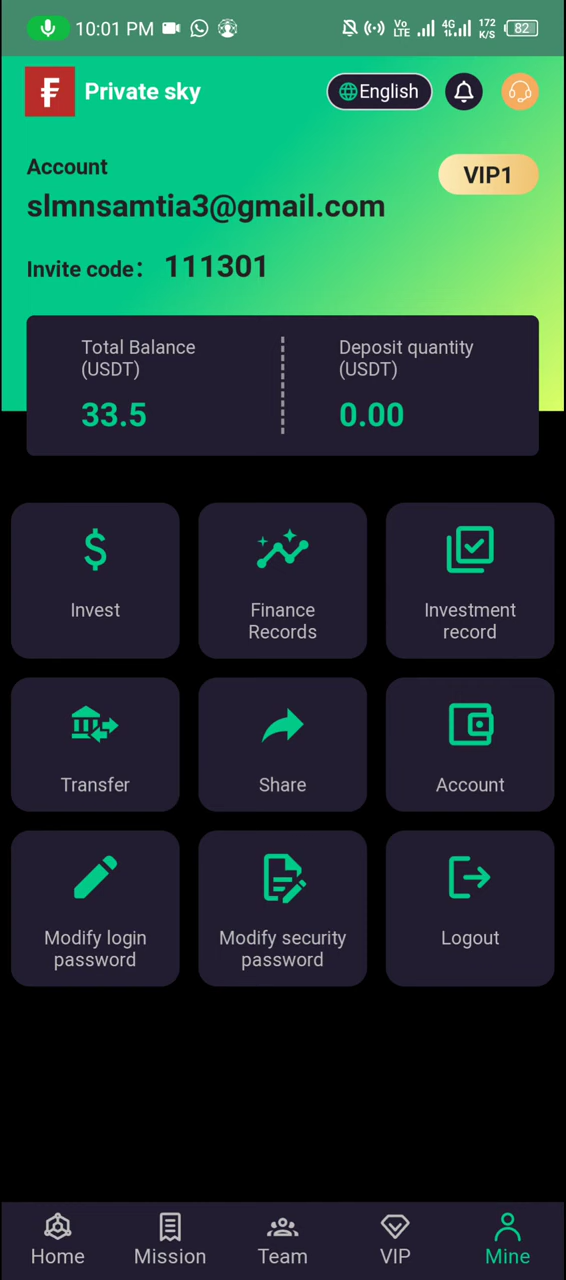 10:01 PM
Vo LTE
4G
172 K/S
82
Private sky
English
Account
VIP1
slmnsamtia3@gmail.com
Invite code： 111301
Total Balance
(USDT)
33.5
Deposit quantity
(USDT)
0.00
Invest
Finance
Records
Investment
record
Transfer
Share
Account
Modify login
password
Modify security
password
Logout
Home
Mission
Team
VIP
Mine